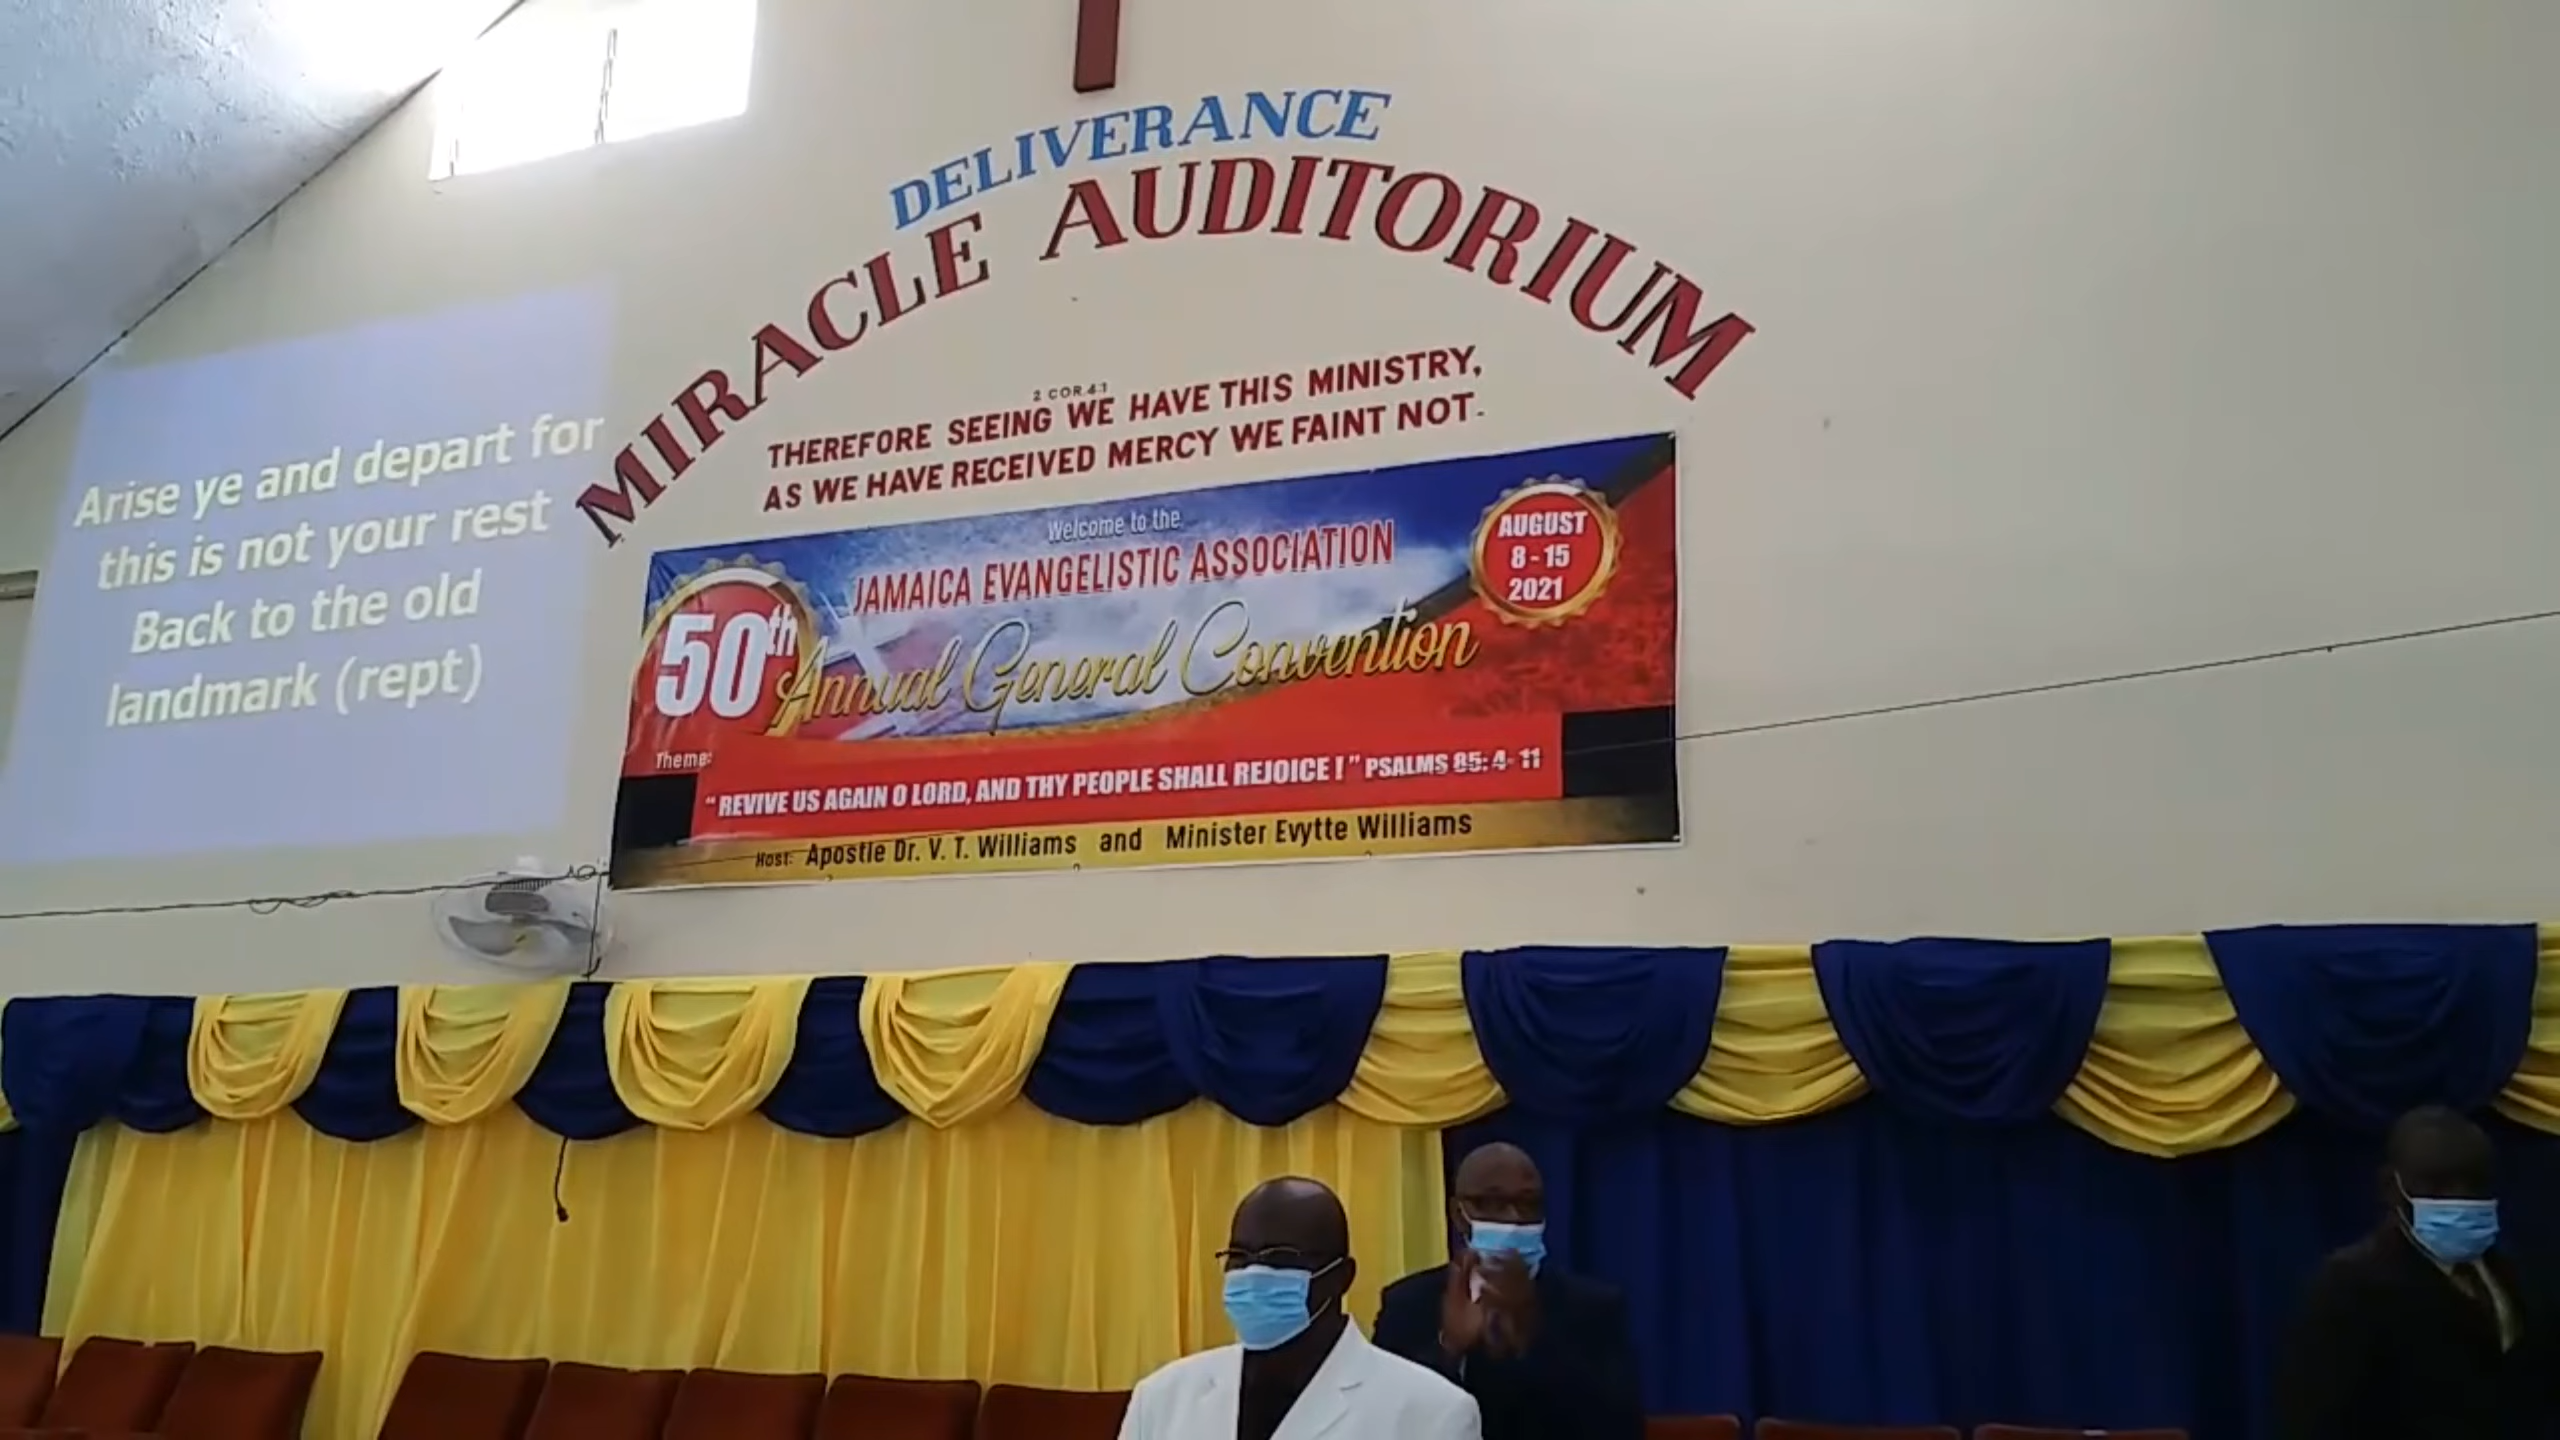 DELIVERANCE
MIRACLE AUDITORIUM
2 COR.4:1
THEREFORE SEEING WE HAVE THIS MINISTRY,
AS WE HAVE RECEIVED MERCY WE FAINT NOT.
Arise ye and depart for
this is not your rest
Back to the old
landmark (rept)
Welcome to the
JAMAICA EVANGELISTIC ASSOCIATION
50th Annual General Convention
AUGUST
8 - 15
2021
Theme:
“REVIVE US AGAIN O LORD, AND THY PEOPLE SHALL REJOICE ! ” PSALMS 85: 4- 11
Host: Apostle Dr. V. T. Williams and Minister Evytte Williams